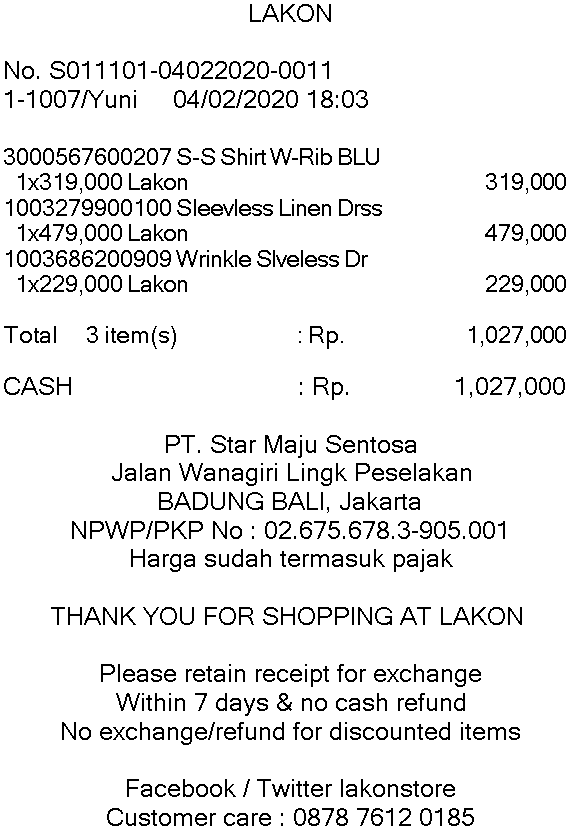 LAKON
No. S011101-04022020-0011
1-1007/Yuni 04/02/2020 18:03
3000567600207 S-S Shirt W-Rib BLU
1x319,000 Lakon 319,000
1003279900100 Sleevless Linen Drss
1x479,000 Lakon 479,000
1003686200909 Wrinkle Slveless Dr
1x229,000 Lakon 229,000
Total 3 item(s) : Rp. 1,027,000
CASH : Rp. 1,027,000
PT. Star Maju Sentosa
Jalan Wanagiri Lingk Peselakan
BADUNG BALI, Jakarta
NPWP/PKP No : 02.675.678.3-905.001
Harga sudah termasuk pajak
THANK YOU FOR SHOPPING AT LAKON
Please retain receipt for exchange
Within 7 days & no cash refund
No exchange/refund for discounted items
Facebook / Twitter lakonstore
Customer care : 0878 7612 0185